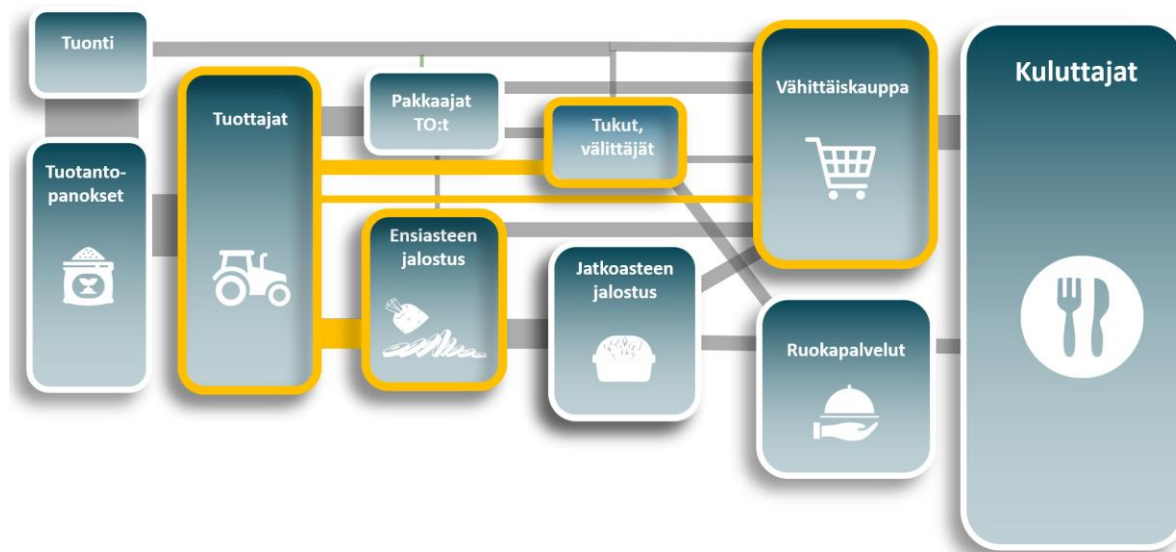 Tuonti
Tuotanto-
panokset
Tuottajat
Pakkaajat
TO:t
Ensiasteen
jalostus
Tukut,
välittäjät
Jatkoasteen
jalostus
Vähittäiskauppa
Ruokapalvelut
Kuluttajat